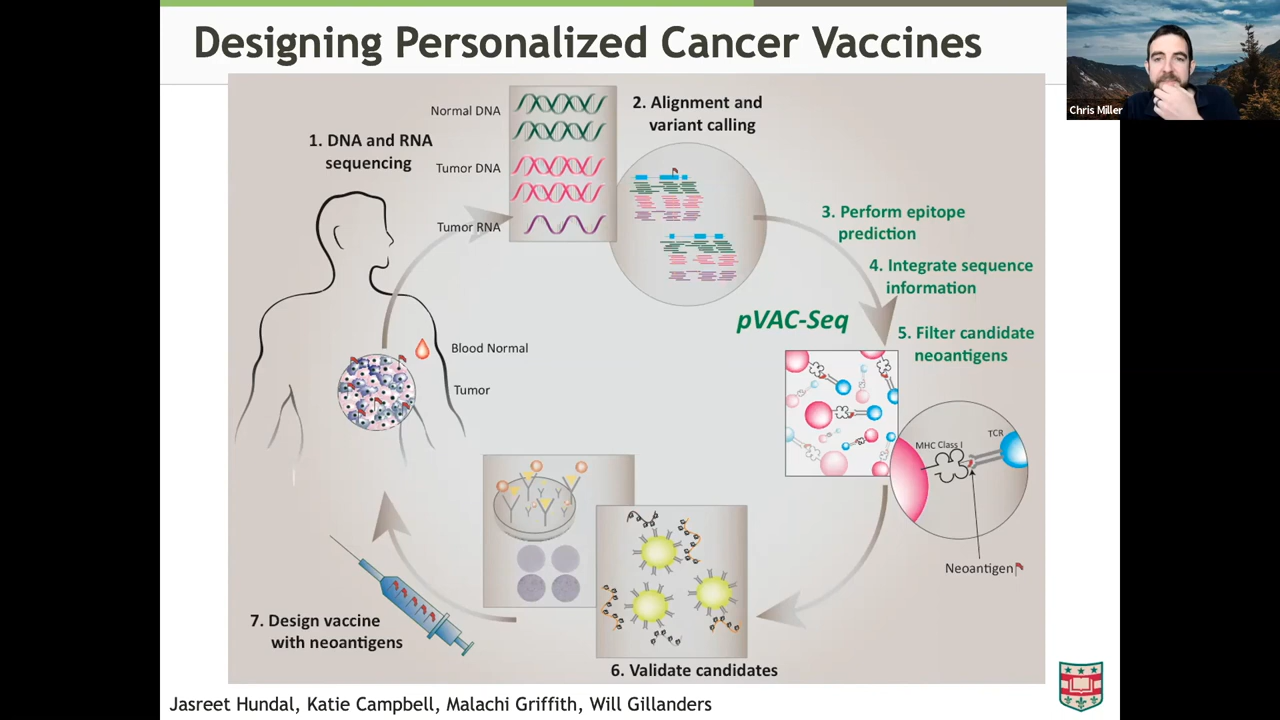 Designing Personalized Cancer Vaccines
Chris Miller
Normal DNA
1. DNA and RNA
sequencing
Tumor DNA
Tumor RNA
2. Alignment and
variant calling
3. Perform epitope
prediction
4. Integrate sequence
information
pVAC-Seq
5. Filter candidate
neoantigens
Blood Normal
Tumor
MHC Class I
TCR
Neoantigen
7. Design vaccine
with neoantigens
6. Validate candidates
Jasreet Hundal, Katie Campbell, Malachi Griffith, Will Gillanders